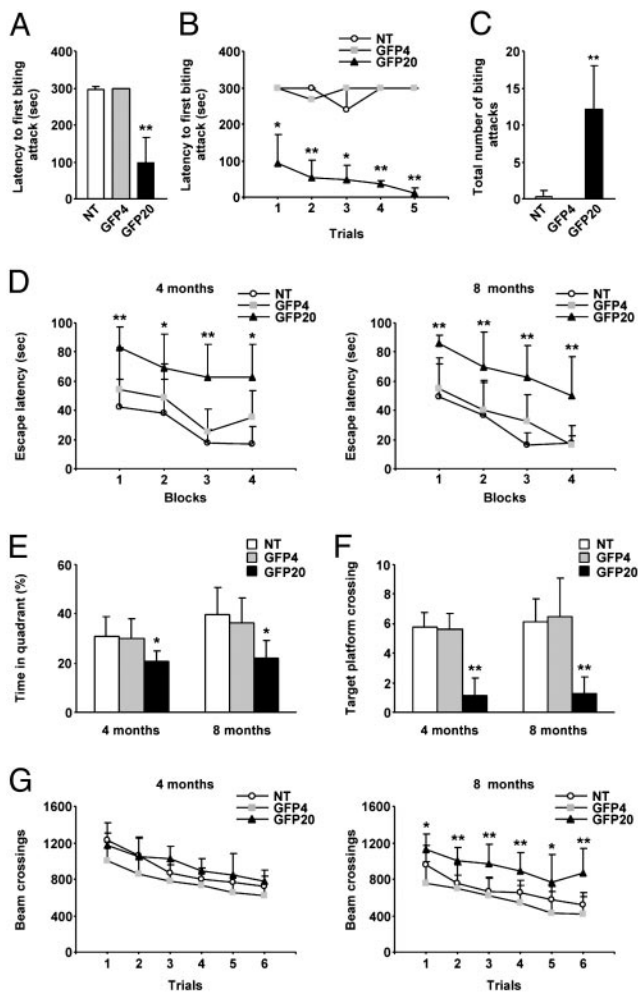 A
Latency to first biting
attack (sec)
400
300
200
100
0
**
NT
GFP4
GFP20
B
Latency to first biting
attack (sec)
400
300
200
100
0
NT
GFP4
GFP20
* ** * ** **
1 2 3 4 5
Trials
C
Total number of biting
attacks
20
15
10
5
0
**
NT
GFP4
GFP20
D
4 months
NT
GFP4
GFP20
Escape latency (sec)
100
80
60
40
20
0
** * ** *
1 2 3 4
Blocks
8 months
NT
GFP4
GFP20
Escape latency (sec)
100
80
60
40
20
0
** ** ** **
1 2 3 4
Blocks
E
NT
GFP4
GFP20
Time in quadrant (%)
60
40
20
0
* *
4 months 8 months
F
NT
GFP4
GFP20
Target platform crossing
10
8
6
4
2
0
** **
4 months 8 months
G
4 months
NT
GFP4
GFP20
Beam crossings
1600
1200
800
400
0
1 2 3 4 5 6
Trials
8 months
NT
GFP4
GFP20
Beam crossings
1600
1200
800
400
0
* ** ** ** * **
1 2 3 4 5 6
Trials